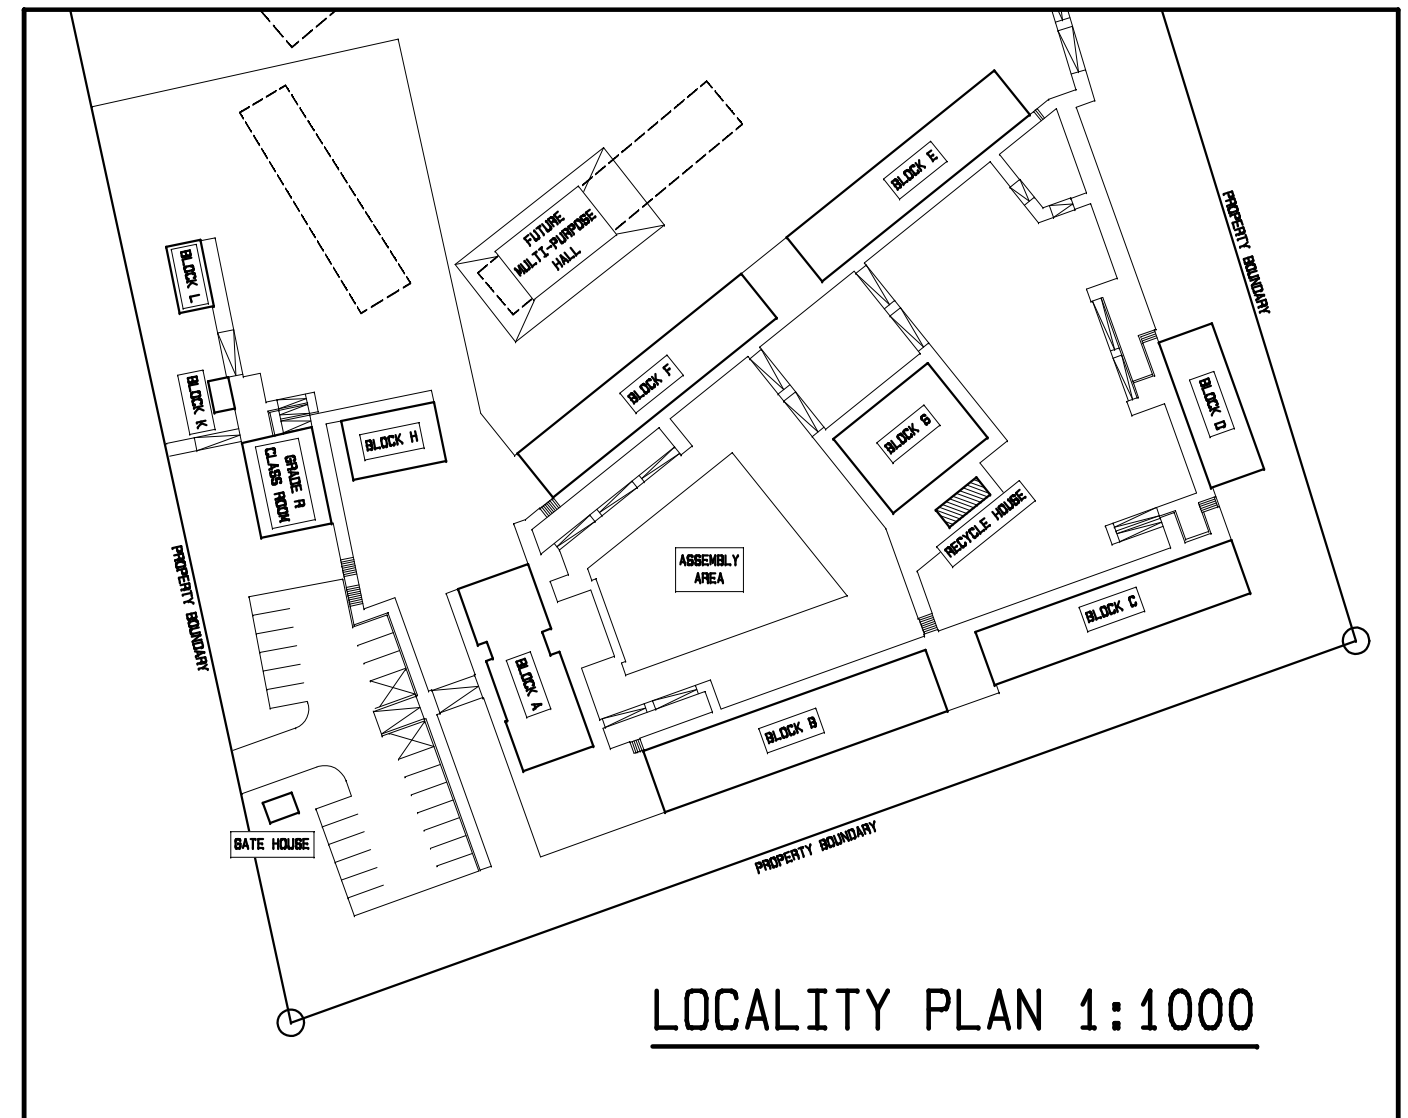 BLOCK E
PROPERTY BOUNDARY
FUTURE
MULTI-PURPOSE
HALL
BLOCK L
BLOCK F
BLOCK K
BLOCK D
BLOCK H
BLOCK G
GRADE R
CLASS ROOM
RECYCLE HOUSE
ASSEMBLY
AREA
PROPERTY BOUNDARY
BLOCK C
BLOCK A
BLOCK B
GATE HOUSE
PROPERTY BOUNDARY
LOCALITY PLAN 1:1000